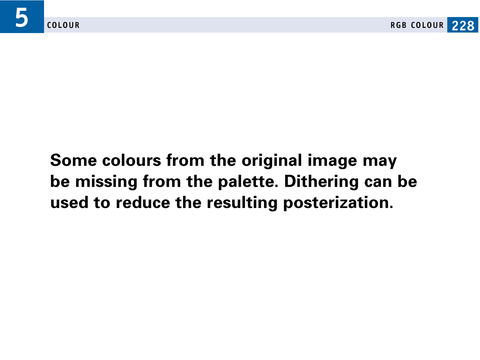 5
COLOUR
RGB COLOUR 228
Some colours from the original image may
be missing from the palette. Dithering can be
used to reduce the resulting posterization.